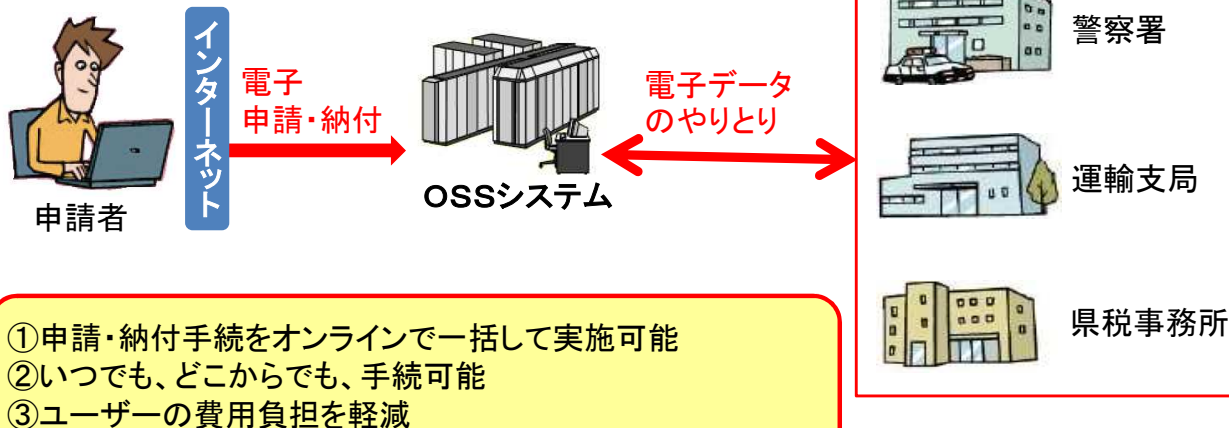 インターネット
電子
申請・納付
申請者
OSSシステム
電子データ
のやりとり
警察署
運輸支局
県税事務所
①申請・納付手続をオンラインで一括して実施可能
②いつでも、どこからでも、手続可能
③ユーザーの費用負担を軽減